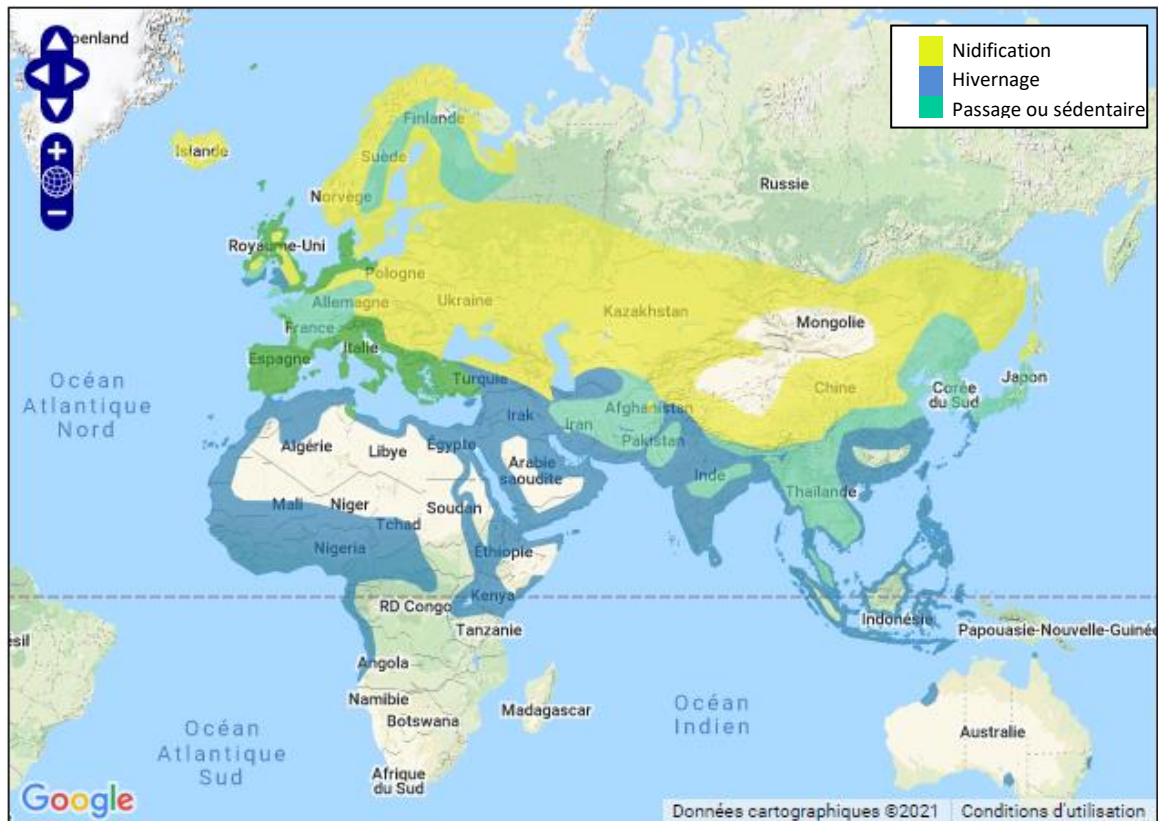 oenland
Nidification
Hivernage
Passage ou sédentaire
Finlande
Islande
Suède
Russie
Norvège
Royaume-Uni
Pologne
Allemagne
Ukraine
Kazakhstan
Mongolie
France
Italie
Espagne
Turquie
Chine
Japon
Corée
du Sud
Océan
Atlantique
Nord
Irak
Afghanistan
Iran
Pakistan
Algérie
Libye
Égypte
Arabie
saoudite
Inde
Thaïlande
Mali
Niger
Tchad
Soudan
Nigeria
Éthiopie
RD Congo
Kenya
Tanzanie
Indonésie
Papouasie-Nouvelle-Guinée
ésil
Angola
Namibie
Botswana
Madagascar
Océan
Indien
Océan
Atlantique
Sud
Australie
Afrique
du Sud
Google
Données cartographiques ©2021
Conditions d'utilisation